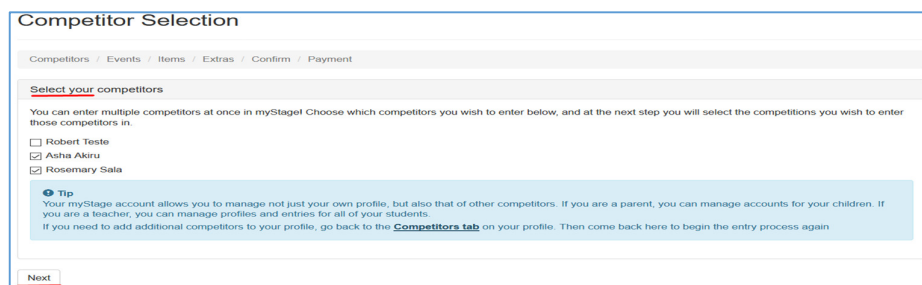 Competitor Selection
Competitors / Events / Items / Extras / Confirm / Payment
Select your competitors
You can enter multiple competitors at once in myStage! Choose which competitors you wish to enter below, and at the next step you will select the competitions you wish to enter
those competitors in.
Robert Teste
Asha Akiru
Rosemary Sala
Tip
Your myStage account allows you to manage not just your own profile, but also that of other competitors. If you are a parent, you can manage accounts for your children. If
you are a teacher, you can manage profiles and entries for all of your students.
If you need to add additional competitors to your profile, go back to the Competitors tab on your profile. Then come back here to begin the entry process again
Next